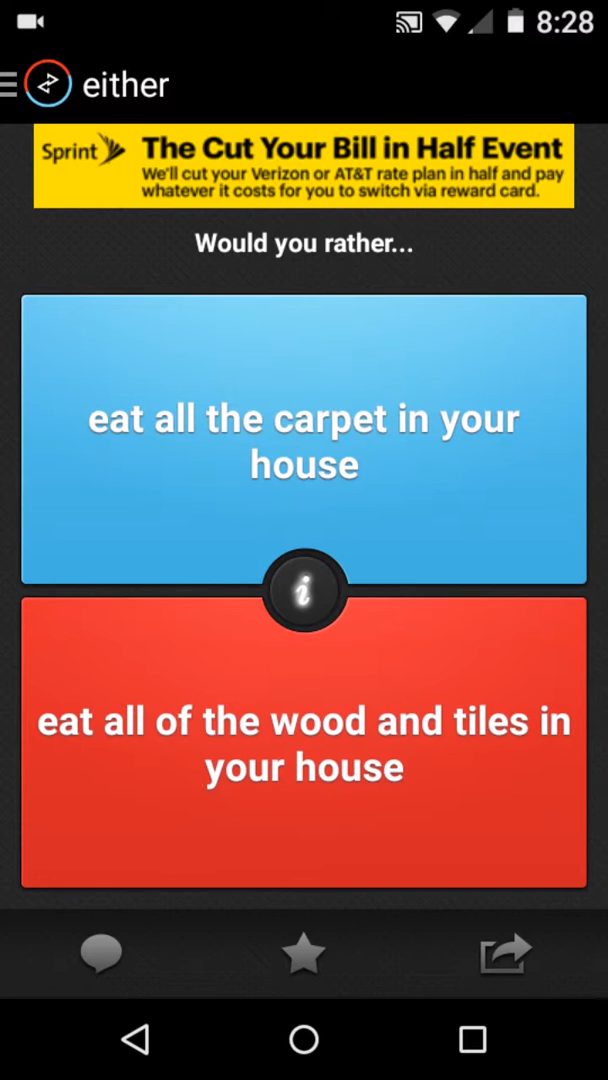 8:28
either
Sprint The Cut Your Bill in Half Event
We'll cut your Verizon or AT&T rate plan in half and pay
whatever it costs for you to switch via reward card.
Would you rather...
eat all the carpet in your
house
i
eat all of the wood and tiles in
your house